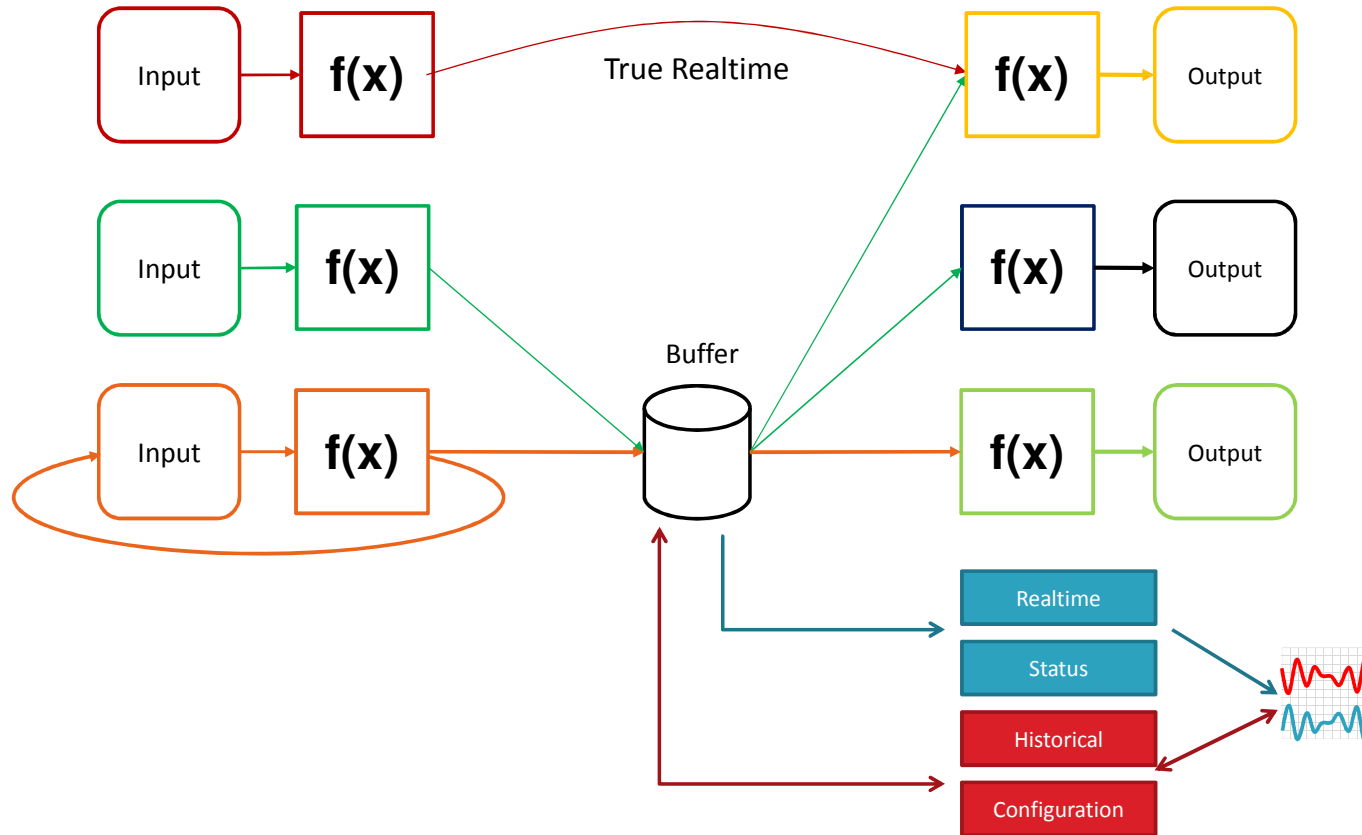 Input
f(x)
True Realtime
f(x)
Output
Input
f(x)
f(x)
Output
Buffer
Input
f(x)
f(x)
Output
Realtime
Status
Historical
Configuration